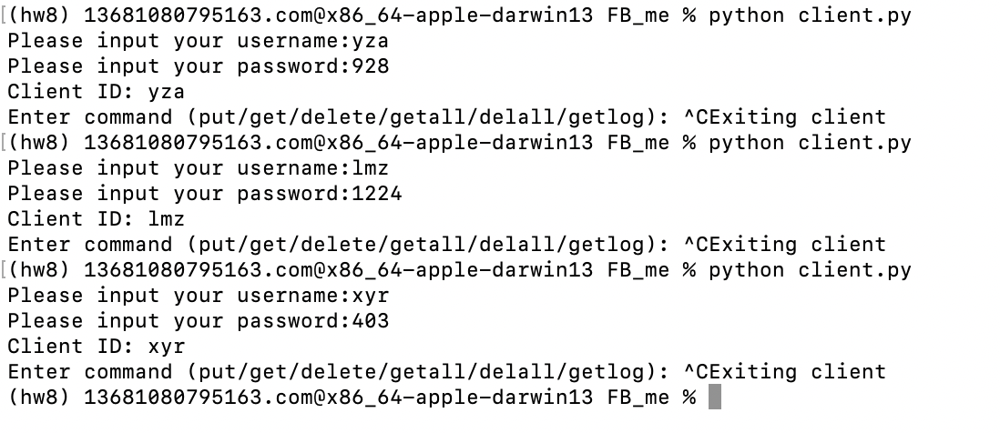 [(hw8) 13681080795163.com@x86_64-apple-darwin13 FB_me % python client.py
Please input your username:yza
Please input your password:928
Client ID: yza
Enter command (put/get/delete/getall/delall/getlog): ^CExiting client
[(hw8) 13681080795163.com@x86_64-apple-darwin13 FB_me % python client.py
Please input your username:lmz
Please input your password:1224
Client ID: lmz
Enter command (put/get/delete/getall/delall/getlog): ^CExiting client
[(hw8) 13681080795163.com@x86_64-apple-darwin13 FB_me % python client.py
Please input your username:xyr
Please input your password:403
Client ID: xyr
Enter command (put/get/delete/getall/delall/getlog): ^CExiting client
(hw8) 13681080795163.com@x86_64-apple-darwin13 FB_me %